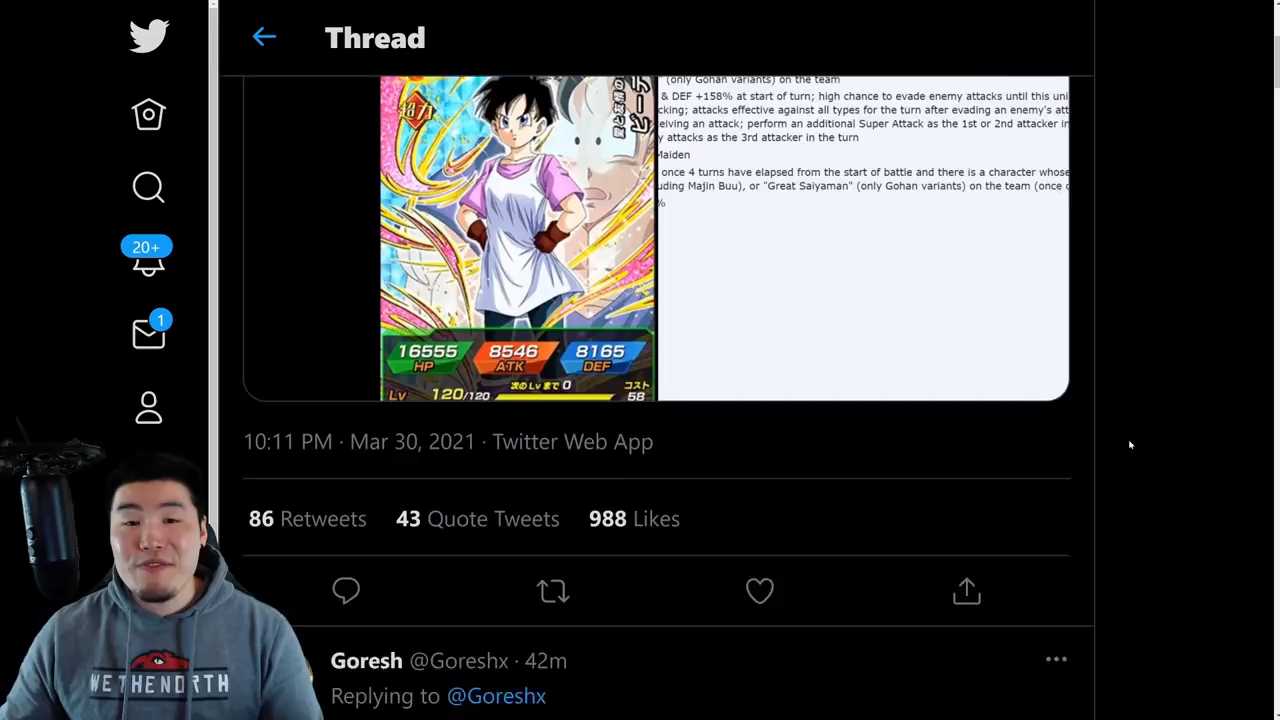 Thread
(only Gohan variants) on the team
& DEF +158% at start of turn; high chance to evade enemy attacks until this uni
cking; attacks effective against all types for the turn after evading an enemy's att
eiving an attack; perform an additional Super Attack as the 1st or 2nd attacker in
y attacks as the 3rd attacker in the turn
Maiden
once 4 turns have elapsed from the start of battle and there is a character whose
uding Majin Buu), or "Great Saiyaman" (only Gohan variants) on the team (once
%
超力
20+
1
16555
HP
8546
ATK
8165
DEF
Lv 120/120
次のLvまで 0
コスト
58
10:11 PM · Mar 30, 2021 · Twitter Web App
86 Retweets 43 Quote Tweets 988 Likes
Goresh @Goreshx · 42m
Replying to @Goreshx
WE THE NORTH